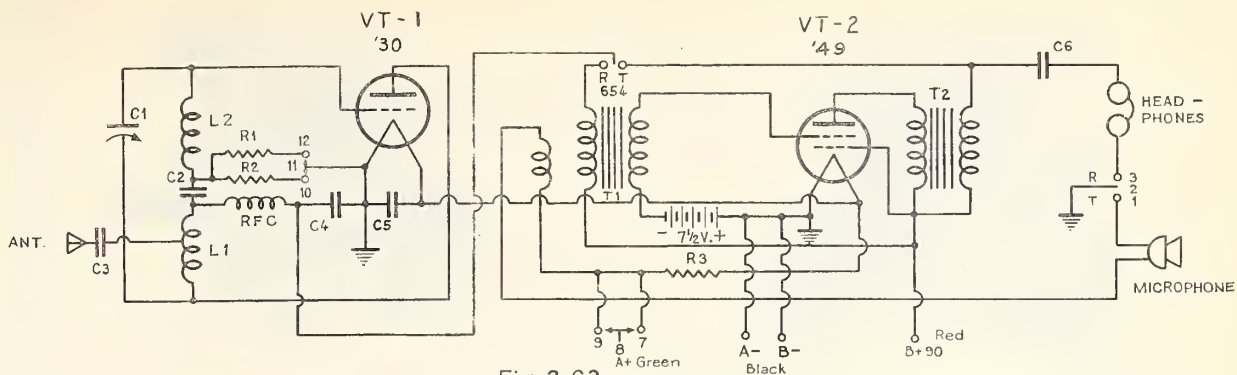 VT-1
'30
VT-2
'49
C1
L2
R1
12
11
R2
10
C2
RFC
C4
C5
ANT.
C3
L1
R T
654
T1
- 7½V. +
R3
9
8
7
A+ Green
A-
B-
Black
B+90
Red
T2
C6
HEAD-
PHONES
R
T
3
2
1
MICROPHONE